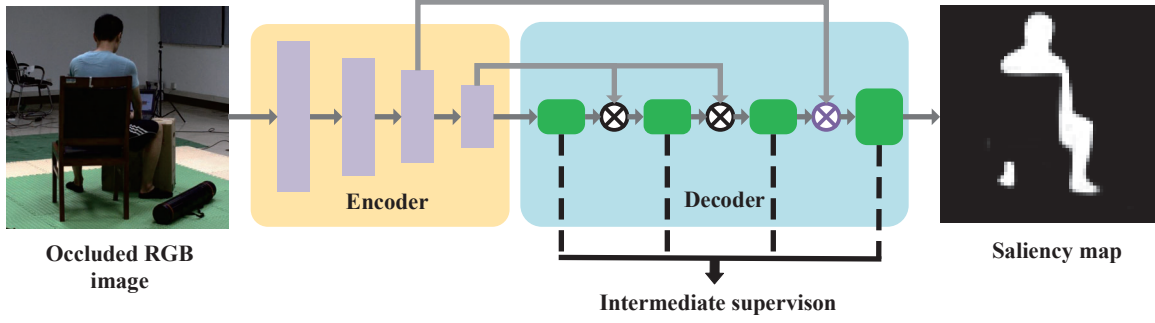 Encoder
Decoder
Occluded RGB
image
Saliency map
Intermediate supervison